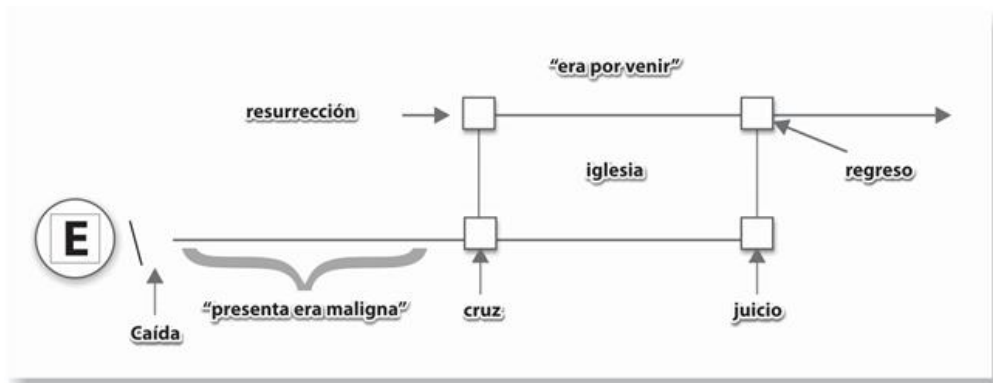 “era por venir”
resurrección
iglesia
regreso
E
“presenta era maligna”
cruz
juicio
Caída